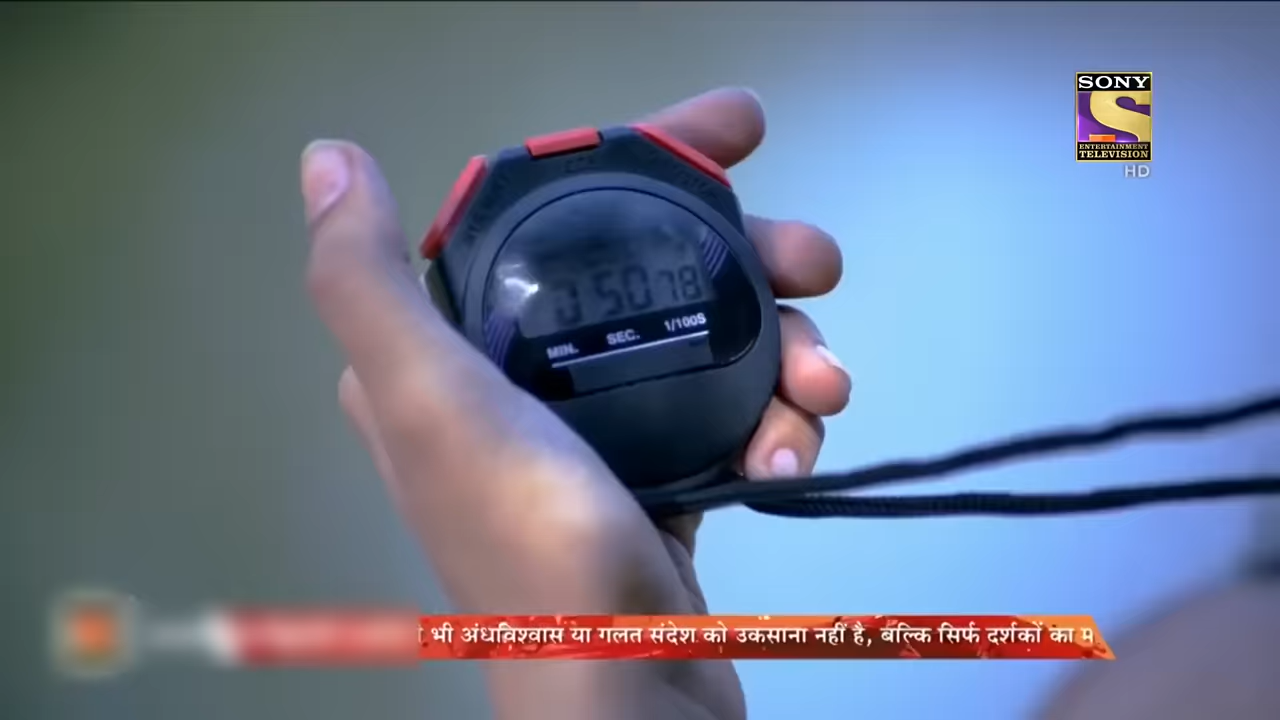 SONY
ENTERTAINMENT
TELEVISION
HD
0 50 78
MIN. SEC. 1/100S
भी अंधविश्वास या गलत संदेश को उकसाना नहीं है, बल्कि सिर्फ दर्शकों का